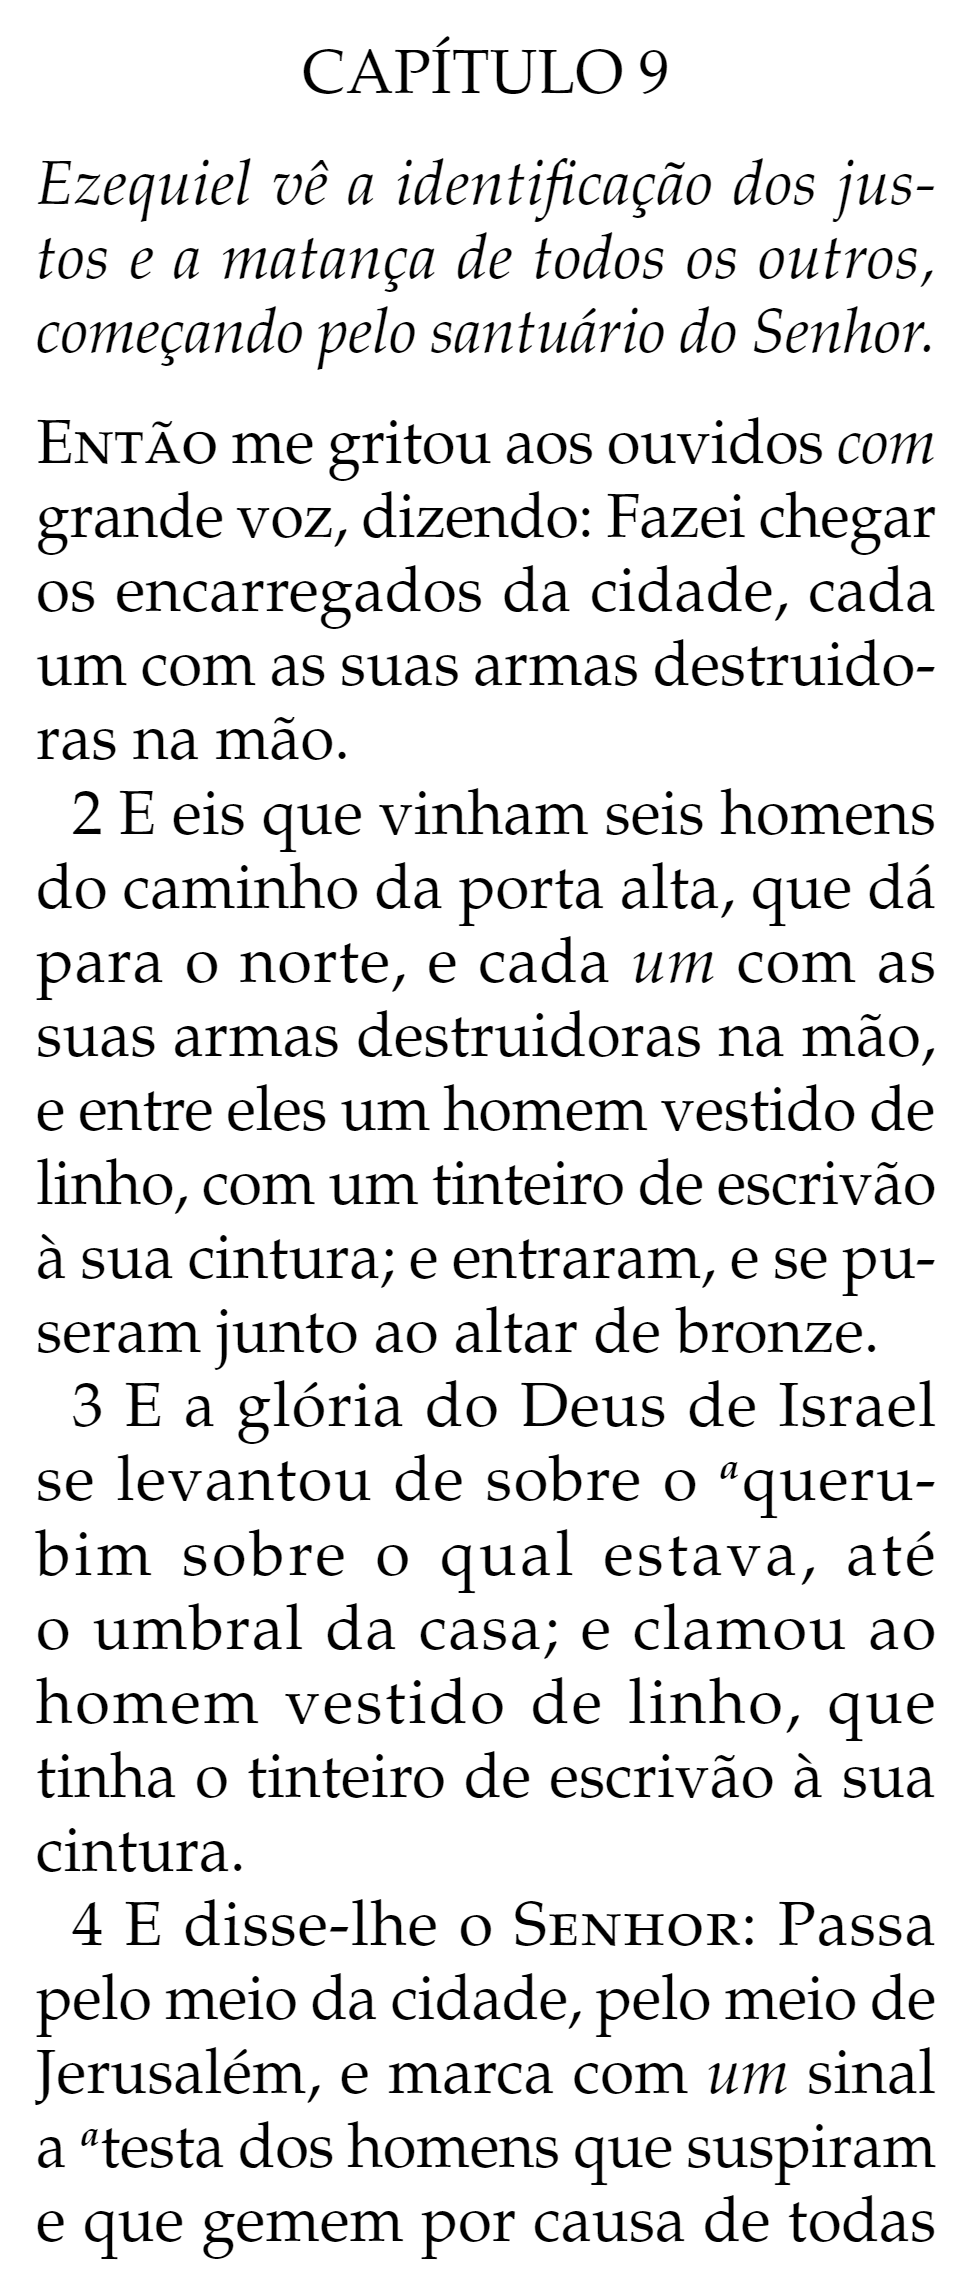 CAPÍTULO 9
Ezequiel vê a identificação dos jus-
tos e a matança de todos os outros,
começando pelo santuário do Senhor.
Então me gritou aos ouvidos com
grande voz, dizendo: Fazei chegar
os encarregados da cidade, cada
um com as suas armas destruido-
ras na mão.
2 E eis que vinham seis homens
do caminho da porta alta, que dá
para o norte, e cada um com as
suas armas destruidoras na mão,
e entre eles um homem vestido de
linho, com um tinteiro de escrivão
à sua cintura; e entraram, e se pu-
seram junto ao altar de bronze.
3 E a glória do Deus de Israel
se levantou de sobre o aqueru-
bim sobre o qual estava, até
o umbral da casa; e clamou ao
homem vestido de linho, que
tinha o tinteiro de escrivão à sua
cintura.
4 E disse-lhe o Senhor: Passa
pelo meio da cidade, pelo meio de
Jerusalém, e marca com um sinal
a atesta dos homens que suspiram
e que gemem por causa de todas